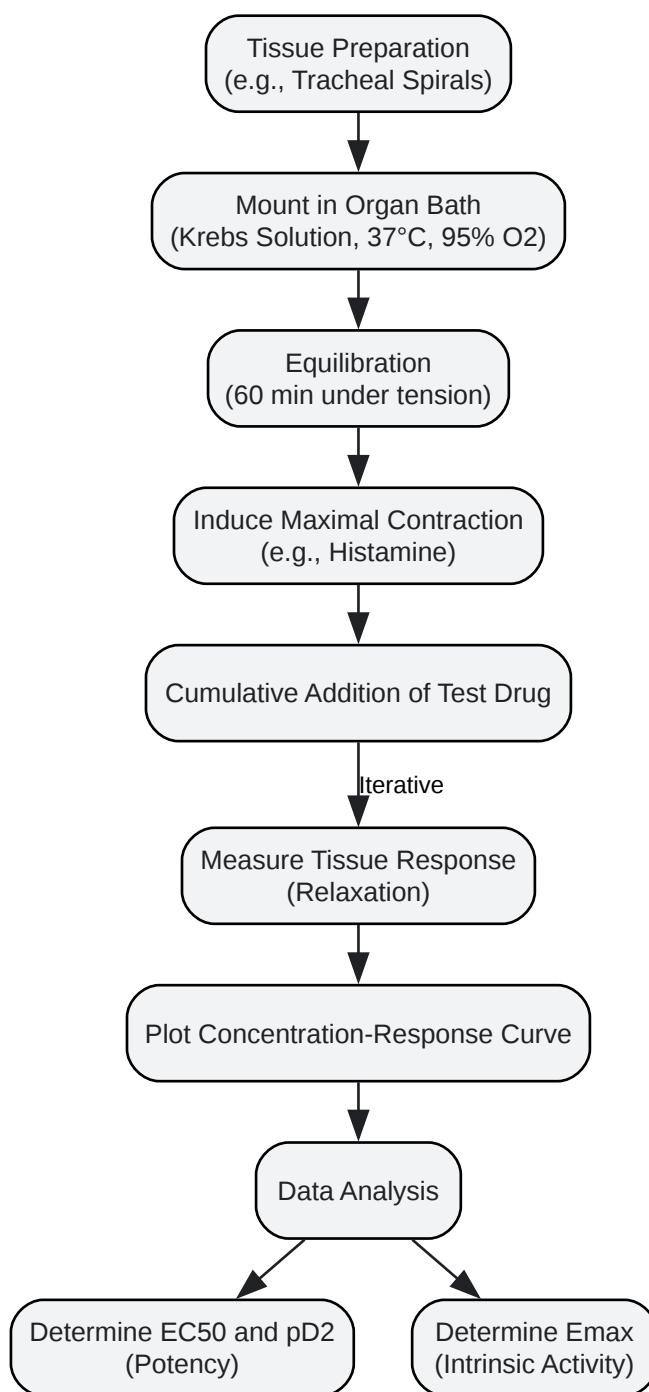 Tissue Preparation
(e.g., Tracheal Spirals)
Mount in Organ Bath
(Krebs Solution, 37°C, 95% O2)
Equilibration
(60 min under tension)
Induce Maximal Contraction
(e.g., Histamine)
Cumulative Addition of Test Drug
Iterative
Measure Tissue Response
(Relaxation)
Plot Concentration-Response Curve
Data Analysis
Determine EC50 and pD2
(Potency)
Determine Emax
(Intrinsic Activity)